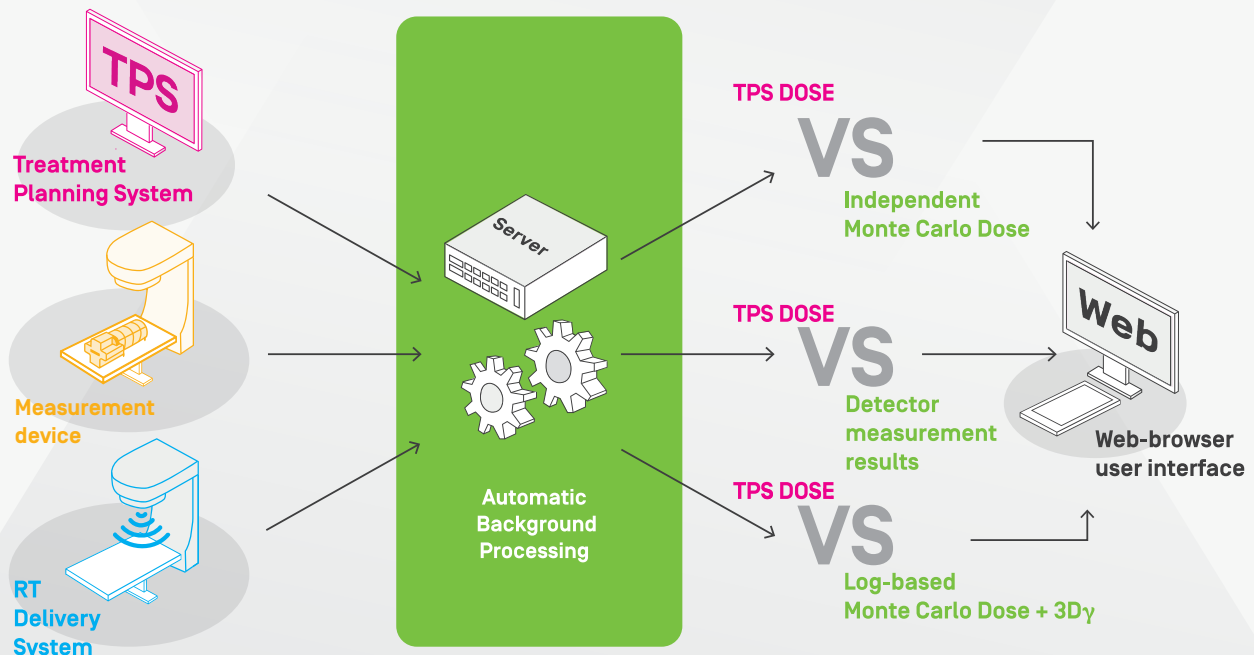 TPS
Treatment
Planning System
Measurement
device
RT
Delivery
System
Server
Automatic
Background
Processing
TPS DOSE
VS
Independent
Monte Carlo Dose
TPS DOSE
VS
Detector
measurement
results
TPS DOSE
VS
Log-based
Monte Carlo Dose + 3Dγ
Web
Web-browser
user interface